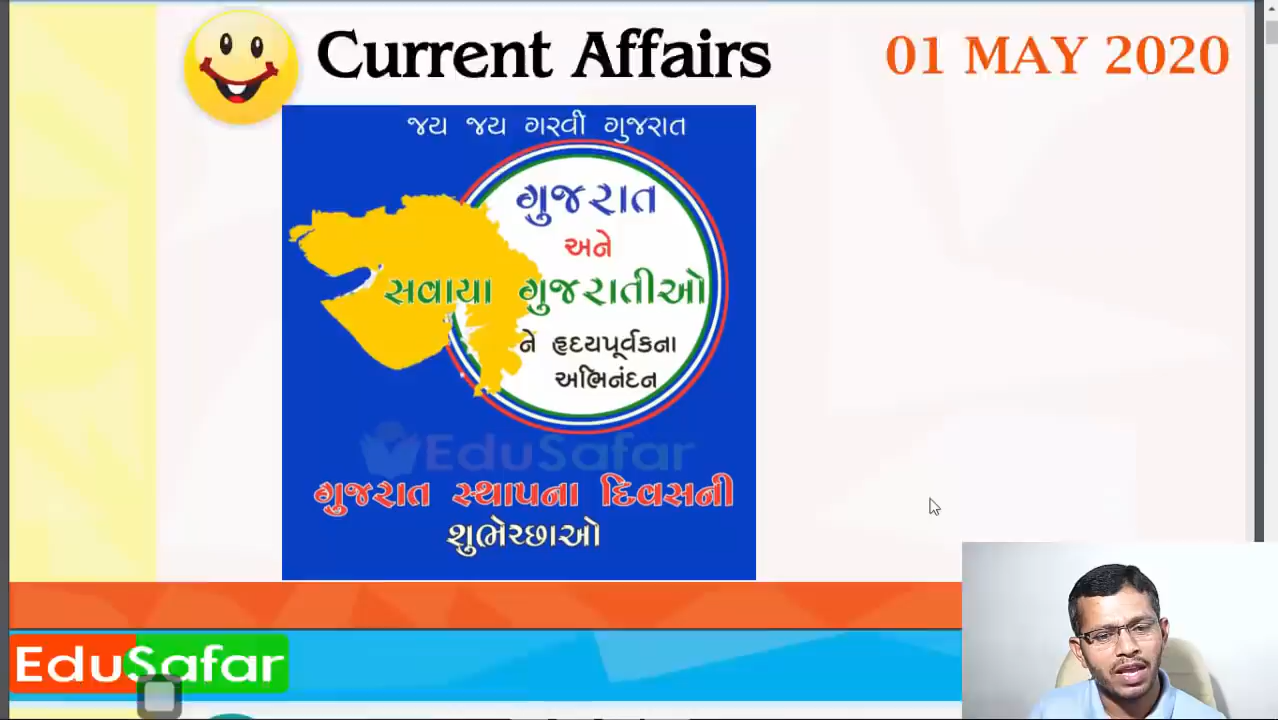 Current Affairs
01 MAY 2020
જય જય ગરવી ગુજરાત
ગુજરાત
અને
સવાયા ગુજરાતીઓ
ને હૃદયપૂર્વકના
અભિનંદન
EduSafar
ગુજરાત સ્થાપના દિવસની
શુભેચ્છાઓ
EduSafar